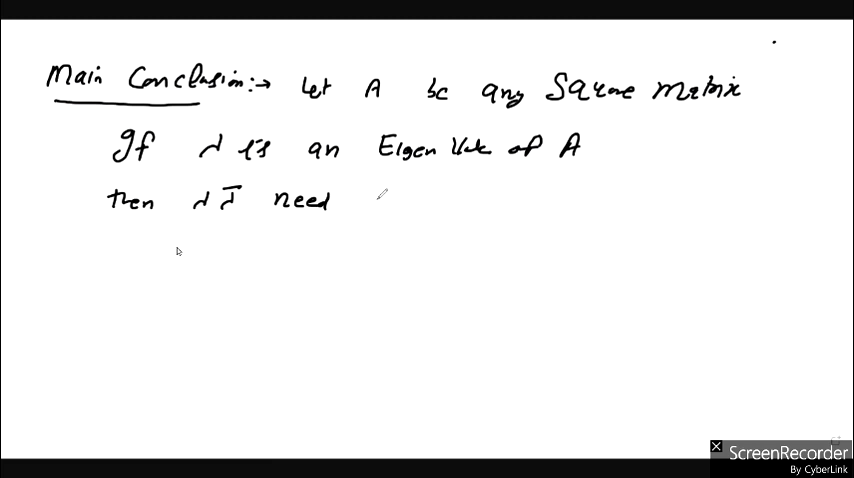 Main Conclusion:→ Let A be any Square matrix
If λ is an Eigen Value of A
then λ λ̄ need
ScreenRecorder
By CyberLink